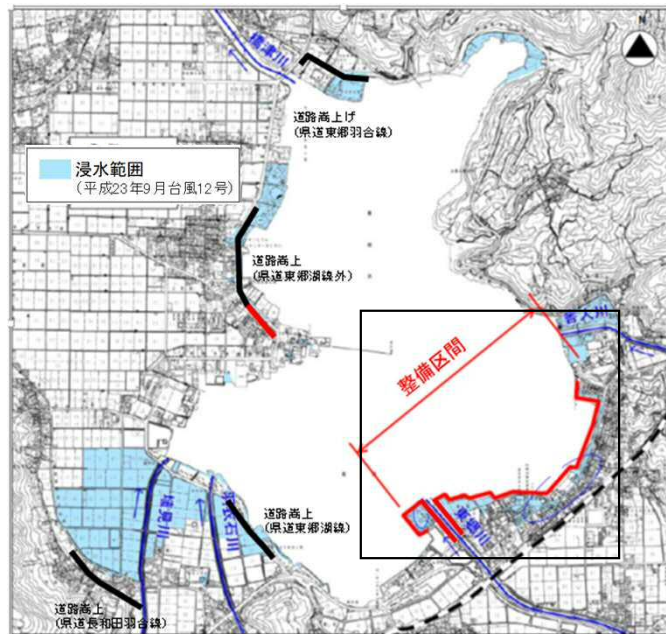 N
橋津川
道路嵩上げ
(県道東郷羽合線)
浸水範囲
(平成23年9月台風12号)
道路嵩上
(県道東郷湖線外)
舎人川
整備区間
道路嵩上
(県道東郷湖線)
羽衣石川
埴見川
東郷川
道路嵩上
(県道長和田羽合線)